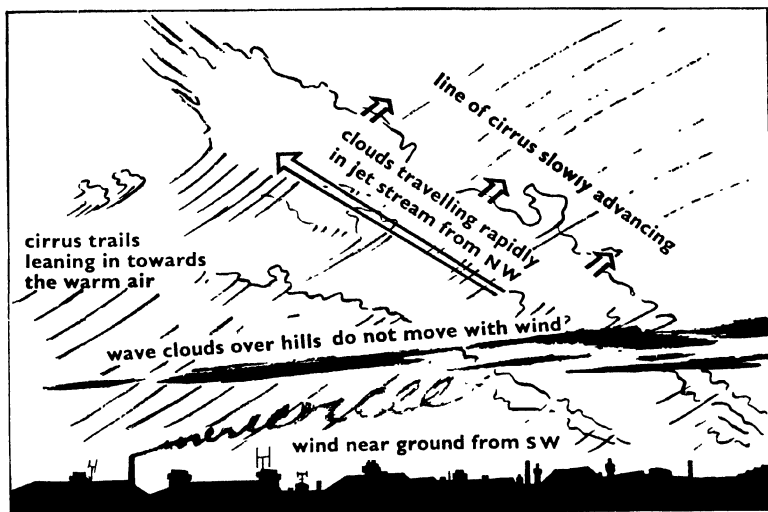 line of cirrus slowly advancing
clouds travelling rapidly
in jet stream from NW
cirrus trails
leaning in towards
the warm air
wave clouds over hills do not move with wind
wind near ground from SW